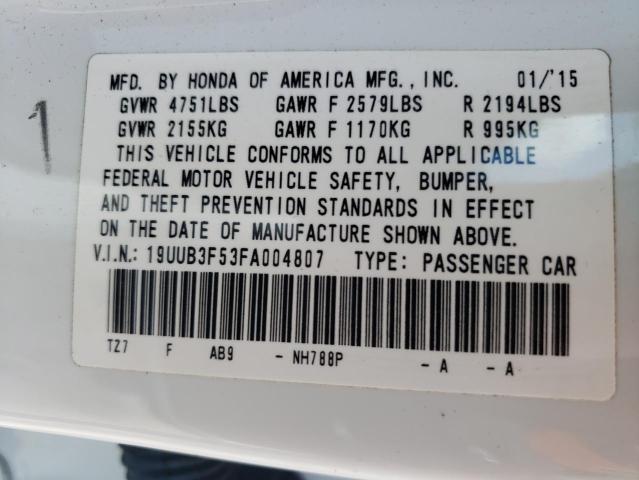 MFD. BY HONDA OF AMERICA MFG., INC. 01/'15
GVWR 4751LBS GAWR F 2579LBS R 2194LBS
GVWR 2155KG GAWR F 1170KG R 995KG
THIS VEHICLE CONFORMS TO ALL APPLICABLE
FEDERAL MOTOR VEHICLE SAFETY, BUMPER,
AND THEFT PREVENTION STANDARDS IN EFFECT
ON THE DATE OF MANUFACTURE SHOWN ABOVE.
V.I.N.: 19UUB3F53FA004807 TYPE: PASSENGER CAR
TZ7 F AB9 - NH788P - A - A
1